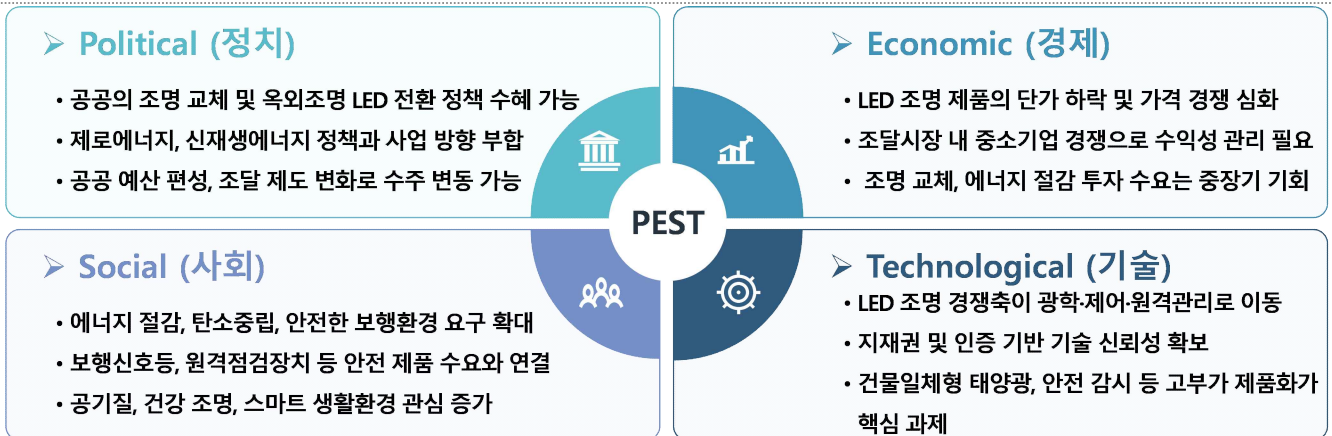 ➢ Political (정치)
• 공공의 조명 교체 및 옥외조명 LED 전환 정책 수혜 가능
• 제로에너지, 신재생에너지 정책과 사업 방향 부합
• 공공 예산 편성, 조달 제도 변화로 수주 변동 가능
➢ Economic (경제)
• LED 조명 제품의 단가 하락 및 가격 경쟁 심화
• 조달시장 내 중소기업 경쟁으로 수익성 관리 필요
• 조명 교체, 에너지 절감 투자 수요는 중장기 기회
PEST
➢ Social (사회)
• 에너지 절감, 탄소중립, 안전한 보행환경 요구 확대
• 보행신호등, 원격점검장치 등 안전 제품 수요와 연결
• 공기질, 건강 조명, 스마트 생활환경 관심 증가
➢ Technological (기술)
• LED 조명 경쟁축이 광학·제어·원격관리로 이동
• 지재권 및 인증 기반 기술 신뢰성 확보
• 건물일체형 태양광, 안전 감시 등 고부가 제품화가
핵심 과제